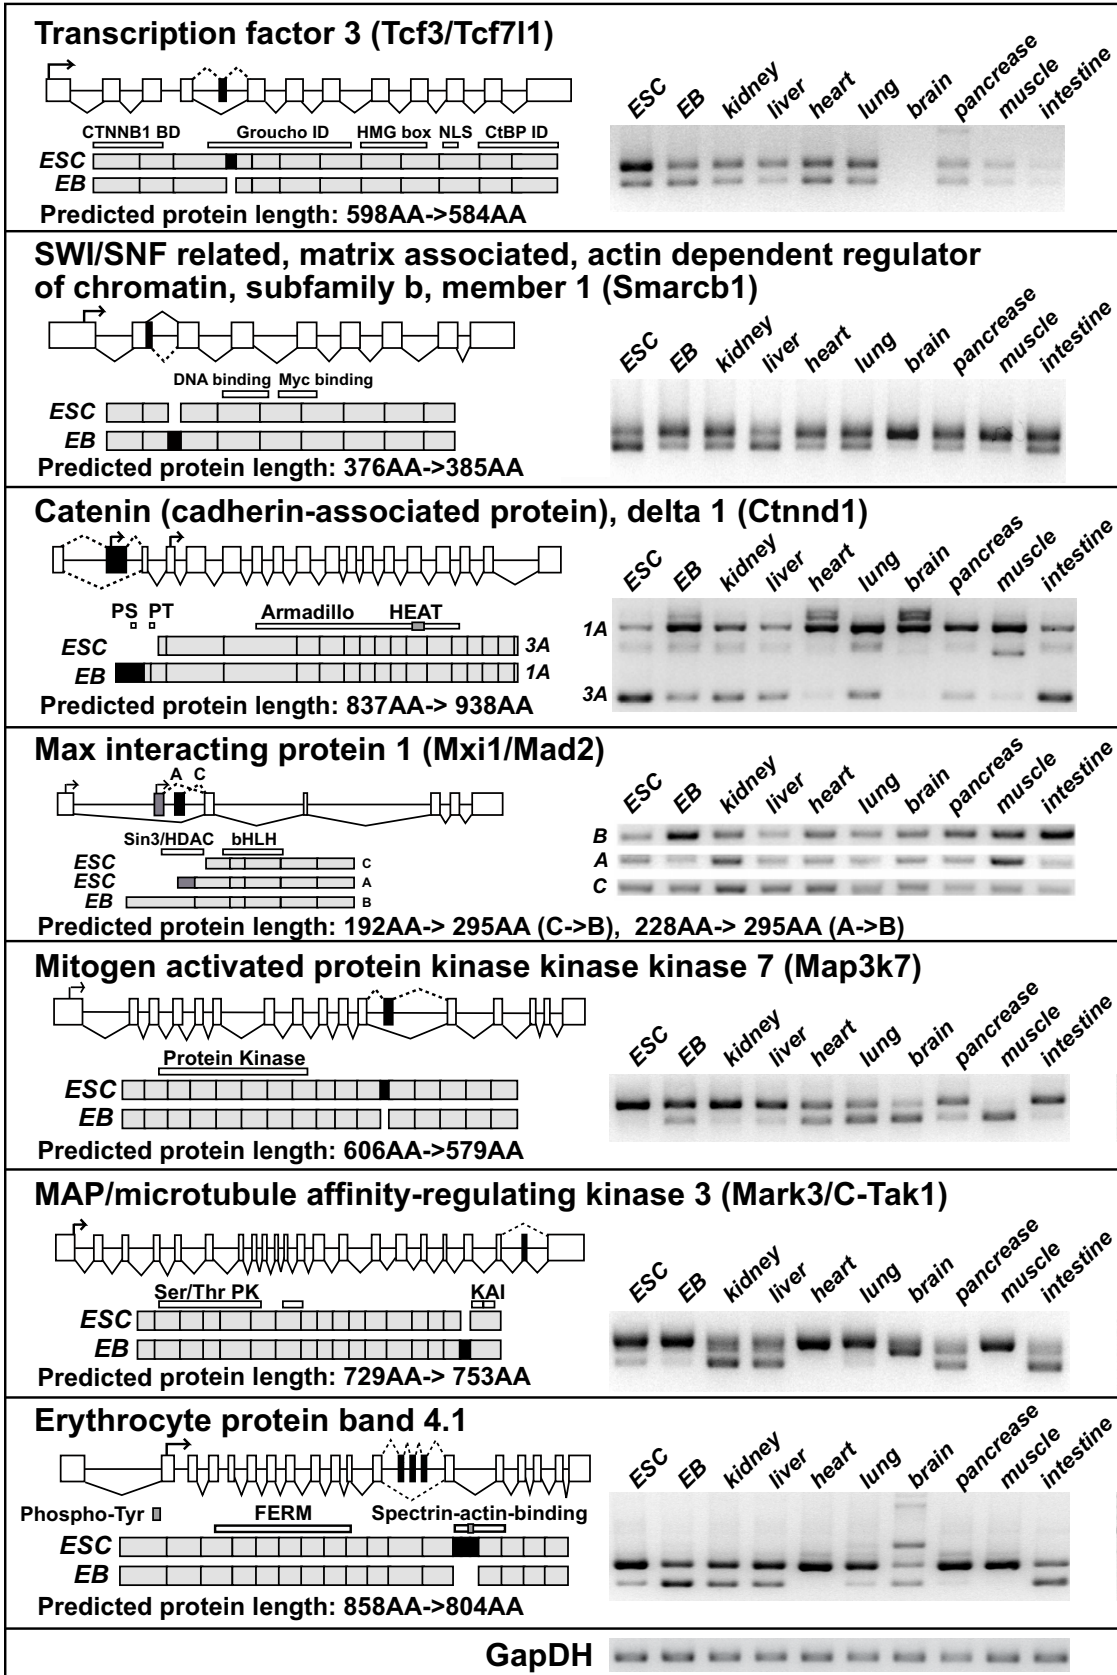 Transcription factor 3 (Tcf3/Tcf7l1)
ESC EB kidney liver heart lung brain pancrease muscle intestine
CTNNB1 BD Groucho ID HMG box NLS CtBP ID
ESC
EB
Predicted protein length: 598AA->584AA
SWI/SNF related, matrix associated, actin dependent regulator
of chromatin, subfamily b, member 1 (Smarcb1)
ESC EB kidney liver heart lung brain pancrease muscle intestine
DNA binding Myc binding
ESC
EB
Predicted protein length: 376AA->385AA
Catenin (cadherin-associated protein), delta 1 (Ctnnd1)
ESC EB kidney liver heart lung brain pancreas muscle intestine
PS PT Armadillo HEAT
1A
ESC 3A
EB 1A
3A
Predicted protein length: 837AA-> 938AA
Max interacting protein 1 (Mxi1/Mad2)
A C
ESC EB kidney liver heart lung brain pancreas muscle intestine
Sin3/HDAC bHLH
B
ESC C
A
ESC A
C
EB B
Predicted protein length: 192AA-> 295AA (C->B), 228AA-> 295AA (A->B)
Mitogen activated protein kinase kinase kinase 7 (Map3k7)
ESC EB kidney liver heart lung brain pancrease muscle intestine
Protein Kinase
ESC
EB
Predicted protein length: 606AA->579AA
MAP/microtubule affinity-regulating kinase 3 (Mark3/C-Tak1)
ESC EB kidney liver heart lung brain pancrease muscle intestine
Ser/Thr PK KAI
ESC
EB
Predicted protein length: 729AA-> 753AA
Erythrocyte protein band 4.1
ESC EB kidney liver heart lung brain pancrease muscle intestine
Phospho-Tyr FERM Spectrin-actin-binding
ESC
EB
Predicted protein length: 858AA->804AA
GapDH